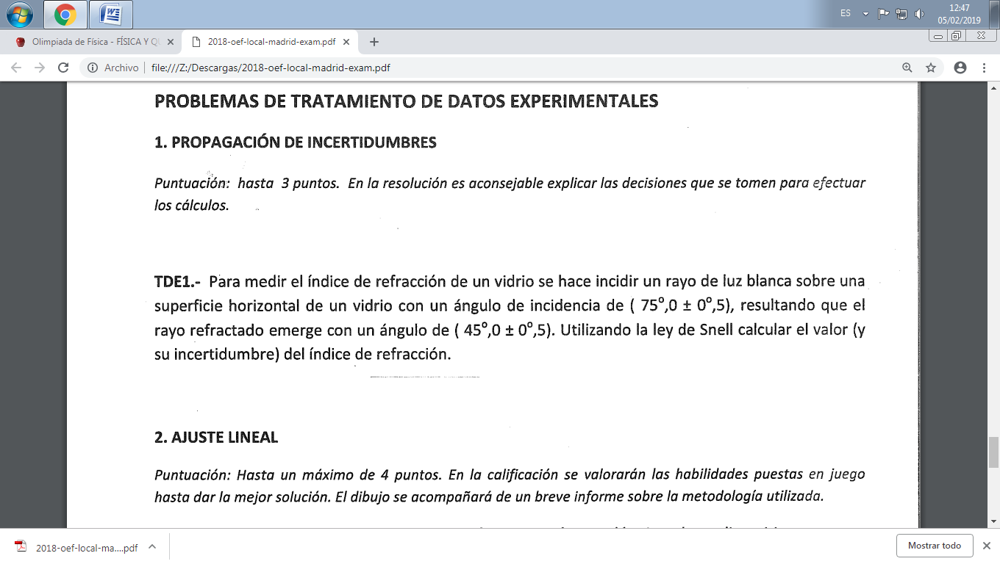 ES
12:47
05/02/2019
Olimpiada de Física - FÍSICA Y QU
2018-oef-local-madrid-exam.pdf
Archivo
file:///Z:/Descargas/2018-oef-local-madrid-exam.pdf
PROBLEMAS DE TRATAMIENTO DE DATOS EXPERIMENTALES
1. PROPAGACIÓN DE INCERTIDUMBRES
Puntuación: hasta 3 puntos. En la resolución es aconsejable explicar las decisiones que se tomen para efectuar
los cálculos.
TDE1.- Para medir el índice de refracción de un vidrio se hace incidir un rayo de luz blanca sobre una
superficie horizontal de un vidrio con un ángulo de incidencia de ( 75º,0 ± 0º,5), resultando que el
rayo refractado emerge con un ángulo de ( 45º,0 ± 0º,5). Utilizando la ley de Snell calcular el valor (y
su incertidumbre) del índice de refracción.
2. AJUSTE LINEAL
Puntuación: Hasta un máximo de 4 puntos. En la calificación se valorarán las habilidades puestas en juego
hasta dar la mejor solución. El dibujo se acompañará de un breve informe sobre la metodología utilizada.
2018-oef-local-ma....pdf
Mostrar todo